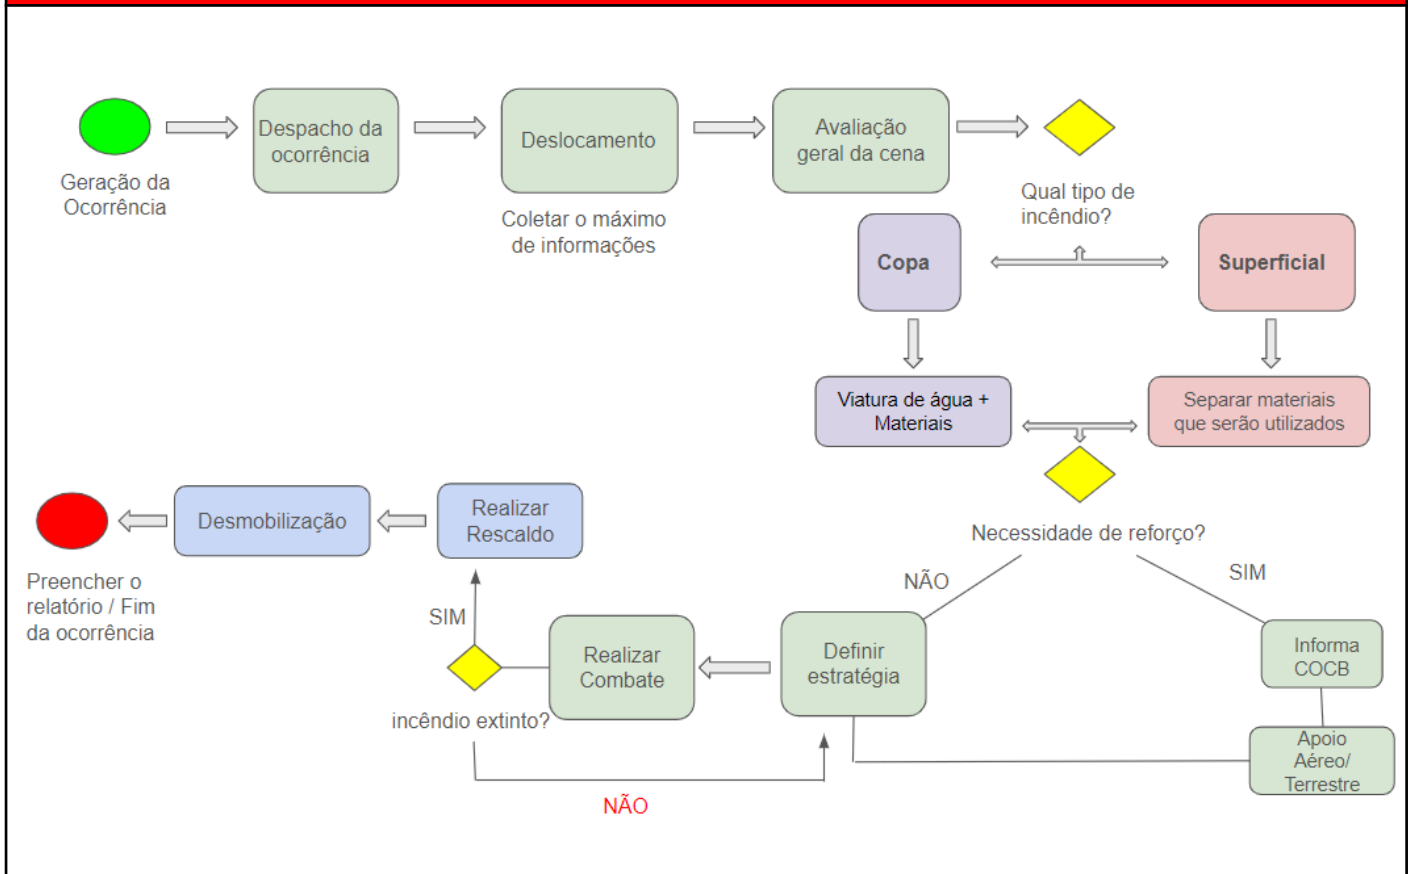 Geração da
Ocorrência
Despacho da
ocorrência
Deslocamento
Coletar o máximo
de informações
Avaliação
geral da cena
Qual tipo de
incêndio?
Copa
Superficial
Viatura de água +
Materiais
Separar materiais
que serão utilizados
Necessidade de reforço?
NÃO
SIM
Informa
COCB
Apoio
Aéreo/
Terrestre
Definir
estratégia
Realizar
Combate
incêndio extinto?
NÃO
SIM
Realizar
Rescaldo
Desmobilização
Preencher o
relatório / Fim
da ocorrência